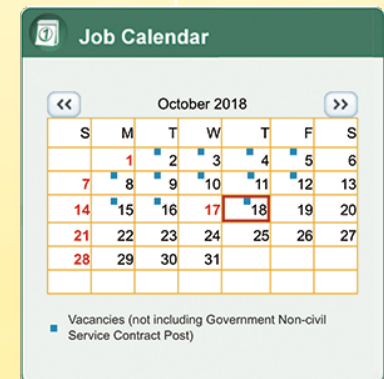 Job Calendar
<< October 2018 >>
S M T W T F S
1 2 3 4 5 6
7 8 9 10 11 12 13
14 15 16 17 18 19 20
21 22 23 24 25 26 27
28 29 30 31
Vacancies (not including Government Non-civil
Service Contract Post)